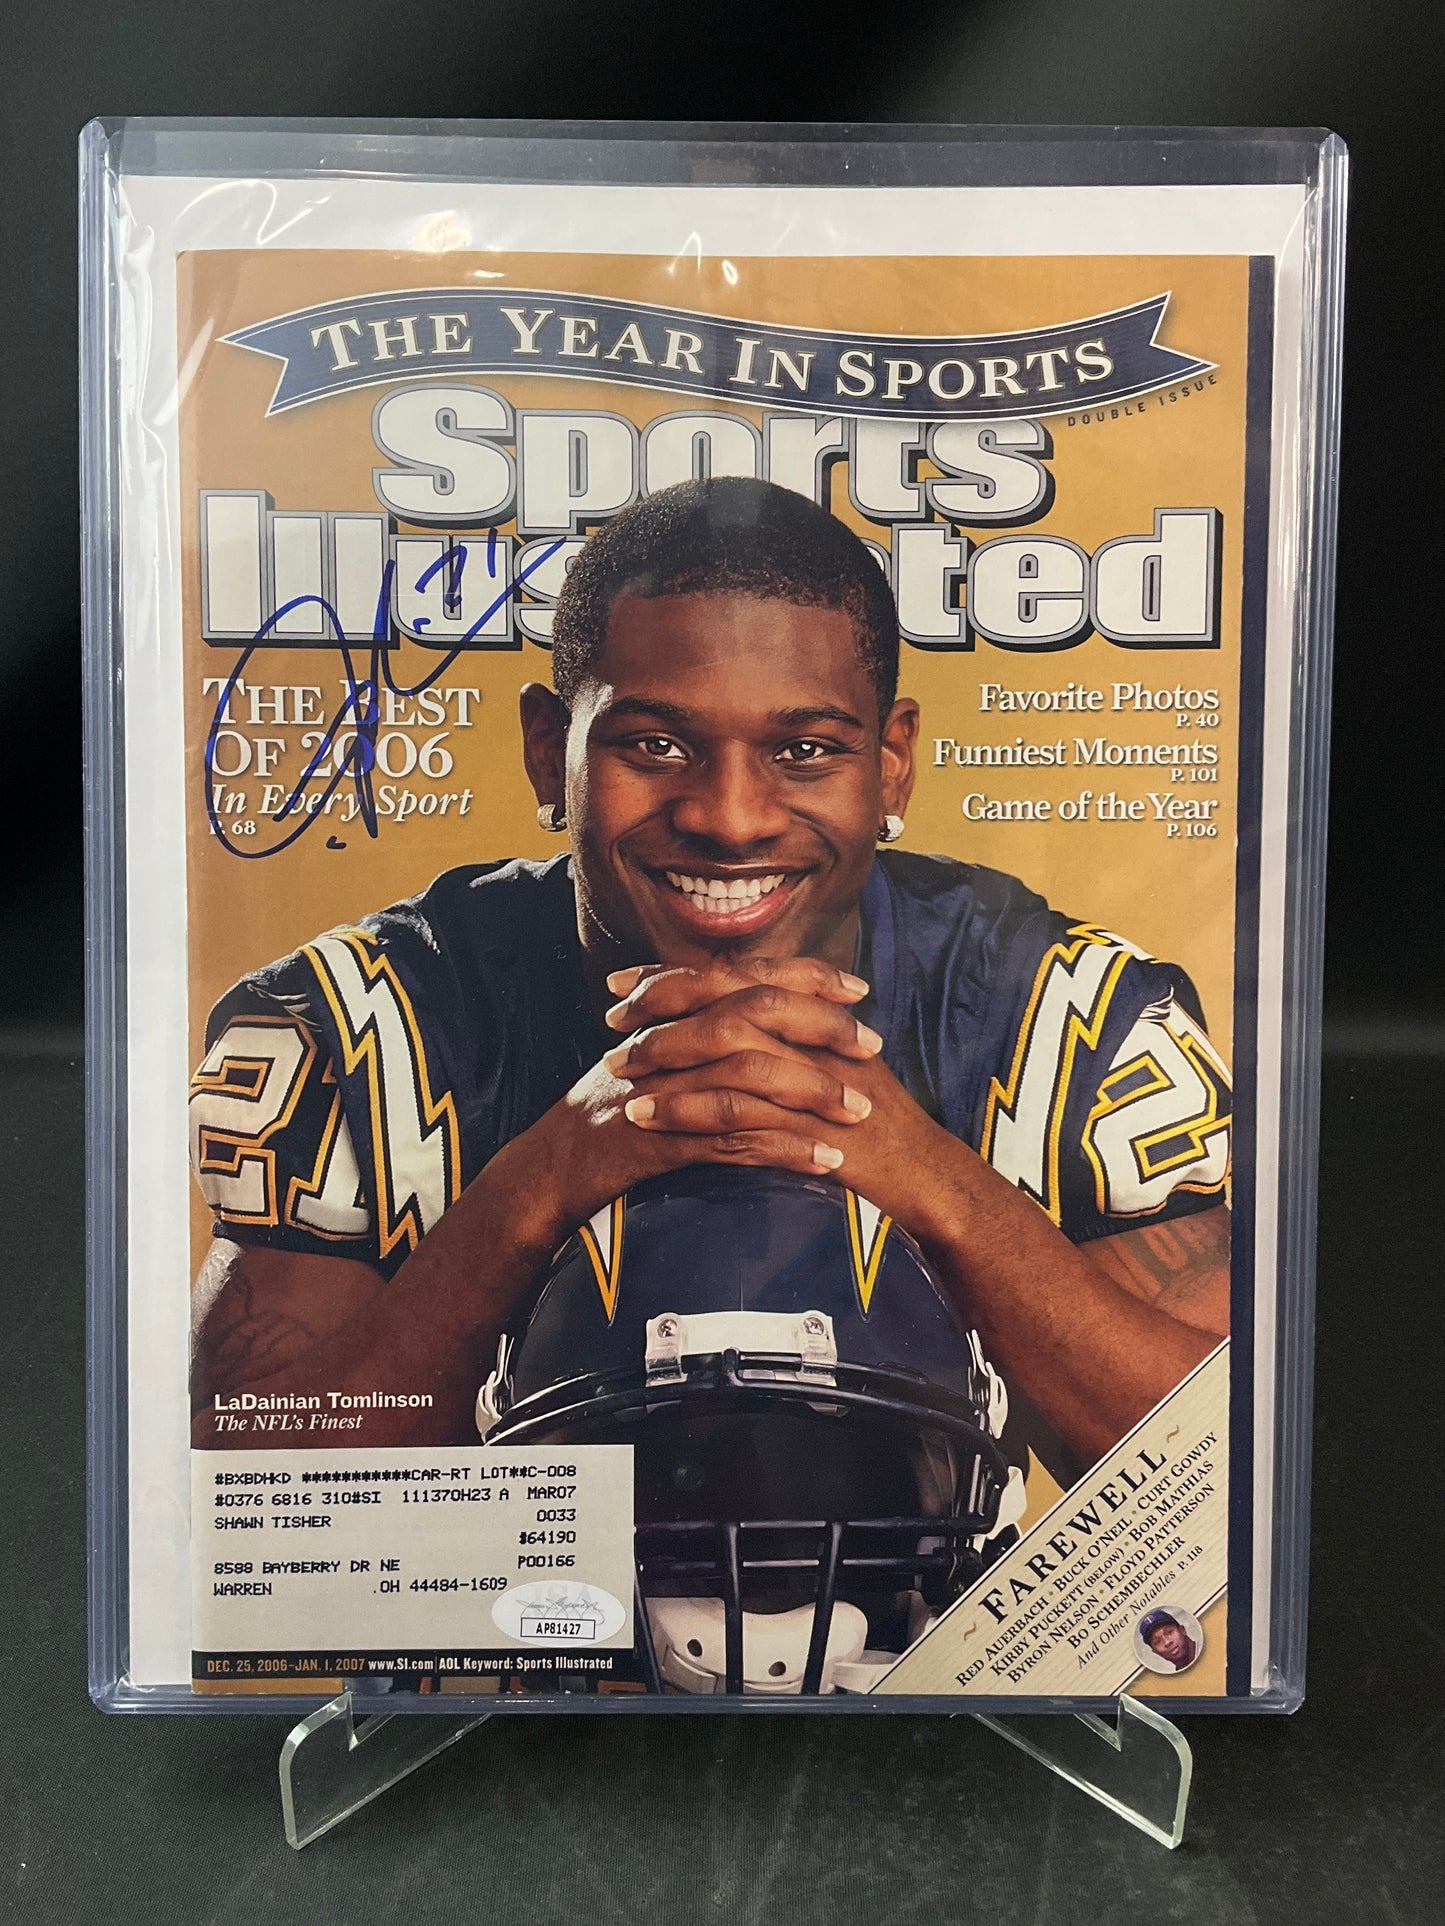 THE YEAR IN SPORTS
DOUBLE ISSUE
Sports
Illustrated
THE BEST
OF 2006
In Every Sport
P. 68
Favorite Photos
P. 40
Funniest Moments
P. 101
Game of the Year
P. 106
21
2
LaDainian Tomlinson
The NFL's Finest
#BXBDHKD ***********CAR-RT LOT**C-008
#0376 6816 310#SI 111370H23 A MAR07
SHAWN TISHER 0033
$64190
8588 BAYBERRY DR NE P00166
WARREN .OH 44484-1609
JSA
AP81427
DEC. 25, 2006–JAN. 1, 2007 www.SI.com | AOL Keyword: Sports Illustrated
~ FAREWELL ~
RED AUERBACH • BUCK O'NEIL • CURT GOWDY
KIRBY PUCKETT (BELOW) • BOB MATHIAS
BYRON NELSON • FLOYD PATTERSON
BO SCHEMBECHLER
And Other Notables P. 118